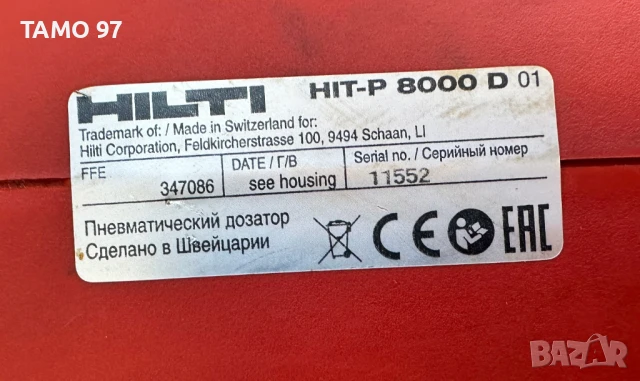 TAMO 97
HILTI HIT-P 8000 D 01
Trademark of: / Made in Switzerland for:
Hilti Corporation, Feldkircherstrasse 100, 9494 Schaan, LI
FFE DATE / Г/В Serial no. / Серийный номер
347086 see housing 11552
Пневматический дозатор
Сделано в Швейцарии
CE EAC
BAZAR